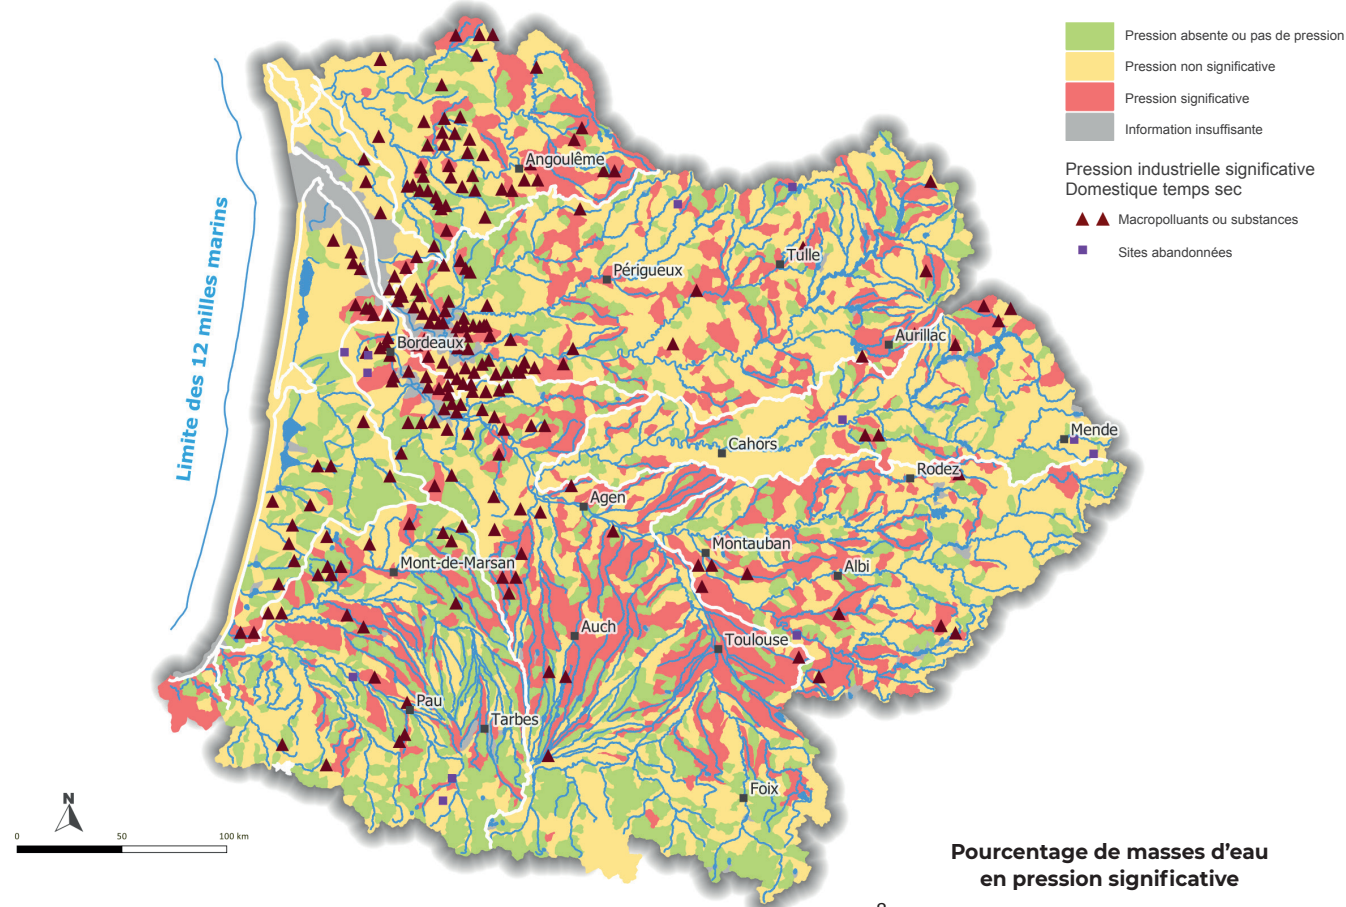 Pression absente ou pas de pression
Pression non significative
Pression significative
Information insuffisante
Pression industrielle significative
Domestique temps sec
Macropolluants ou substances
Sites abandonnées
Limite des 12 milles marins
Angoulême
Périgueux
Tulle
Aurillac
Bordeaux
Mende
Cahors
Rodez
Agen
Montauban
Albi
Mont-de-Marsan
Auch
Toulouse
Pau
Tarbes
Foix
N
0 50 100 km
Pourcentage de masses d'eau
en pression significative